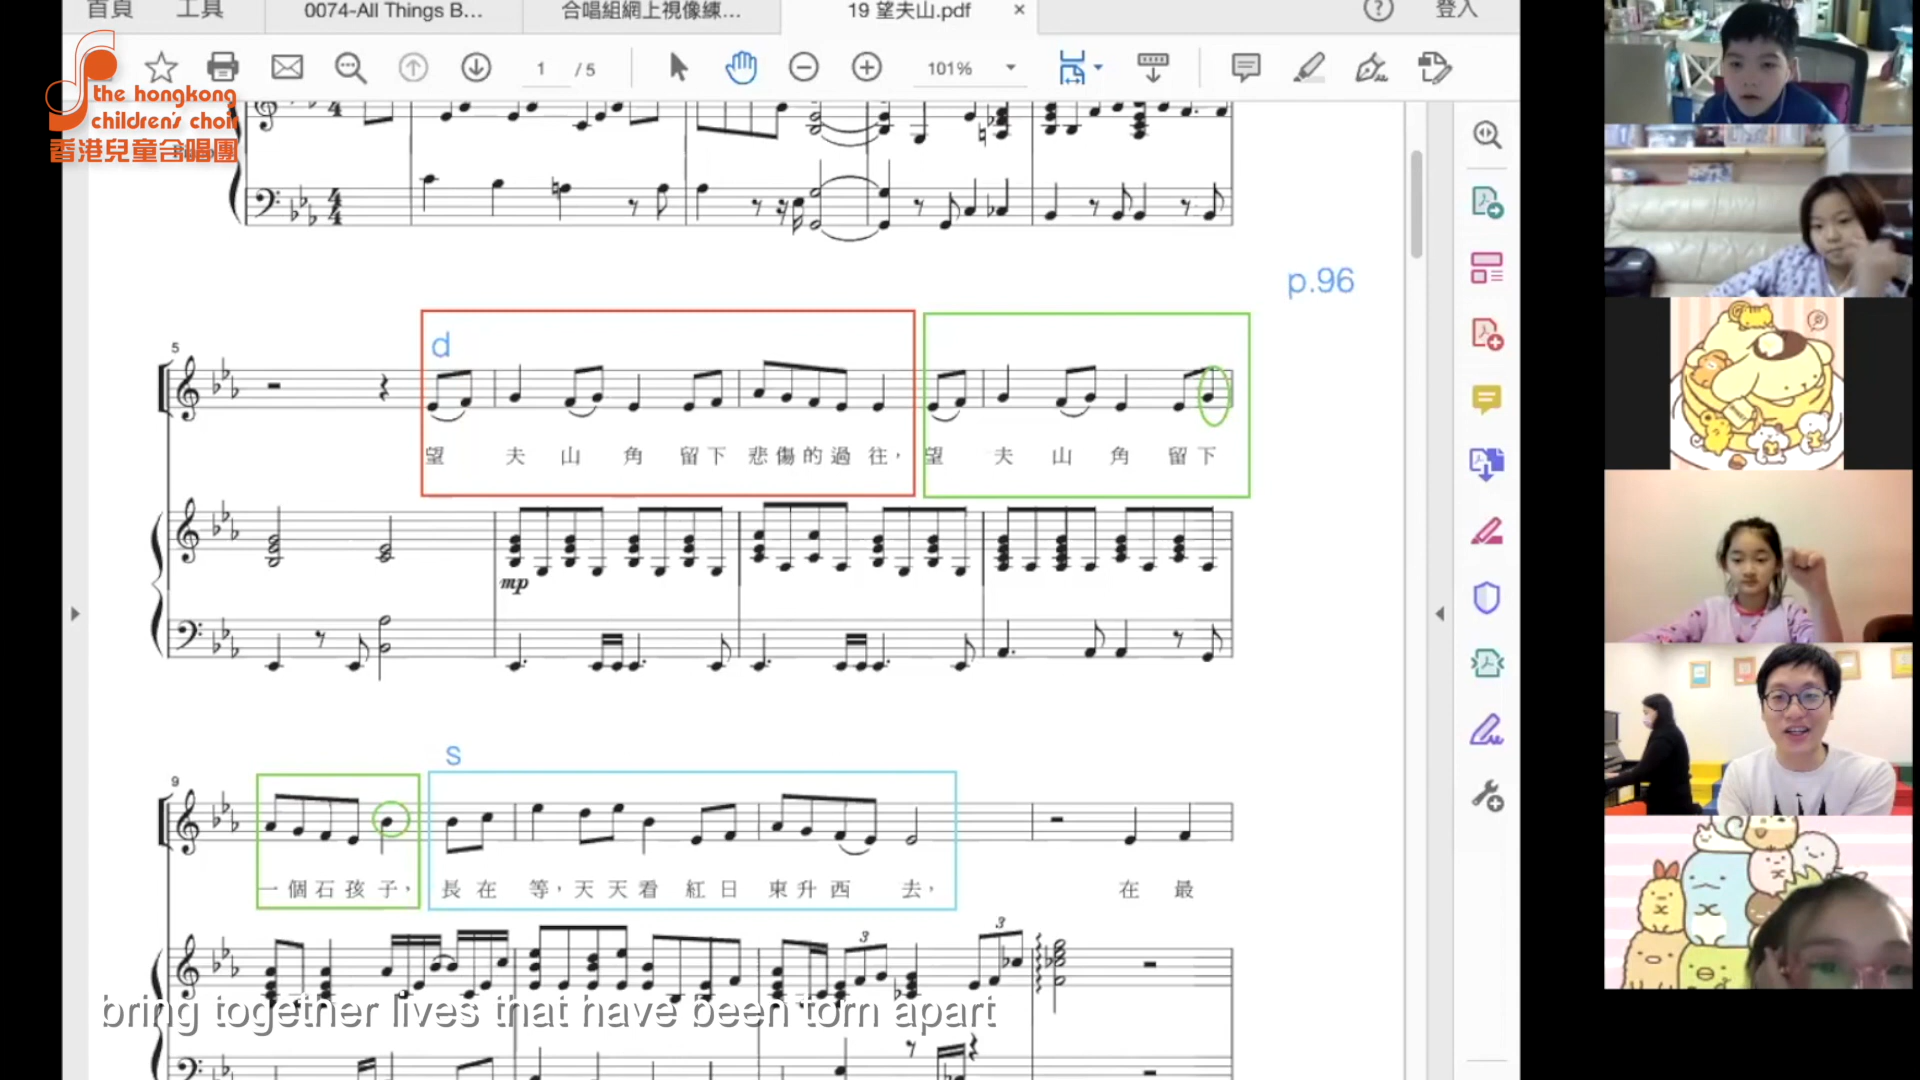 首頁 工具 0074-All Things B... 合唱組網上視像練... 19 望夫山.pdf × ? 登入
1 / 5 101%
the hongkong
children's choir
香港兒童合唱團
p.96
5
d
望 夫 山 角 留下 悲傷的過往, 望 夫 山 角 留下
mp
9
s
一個石孩子, 長在 等, 天天看 紅日 東升西 去, 在 最
3 3
bring together lives that have been torn apart